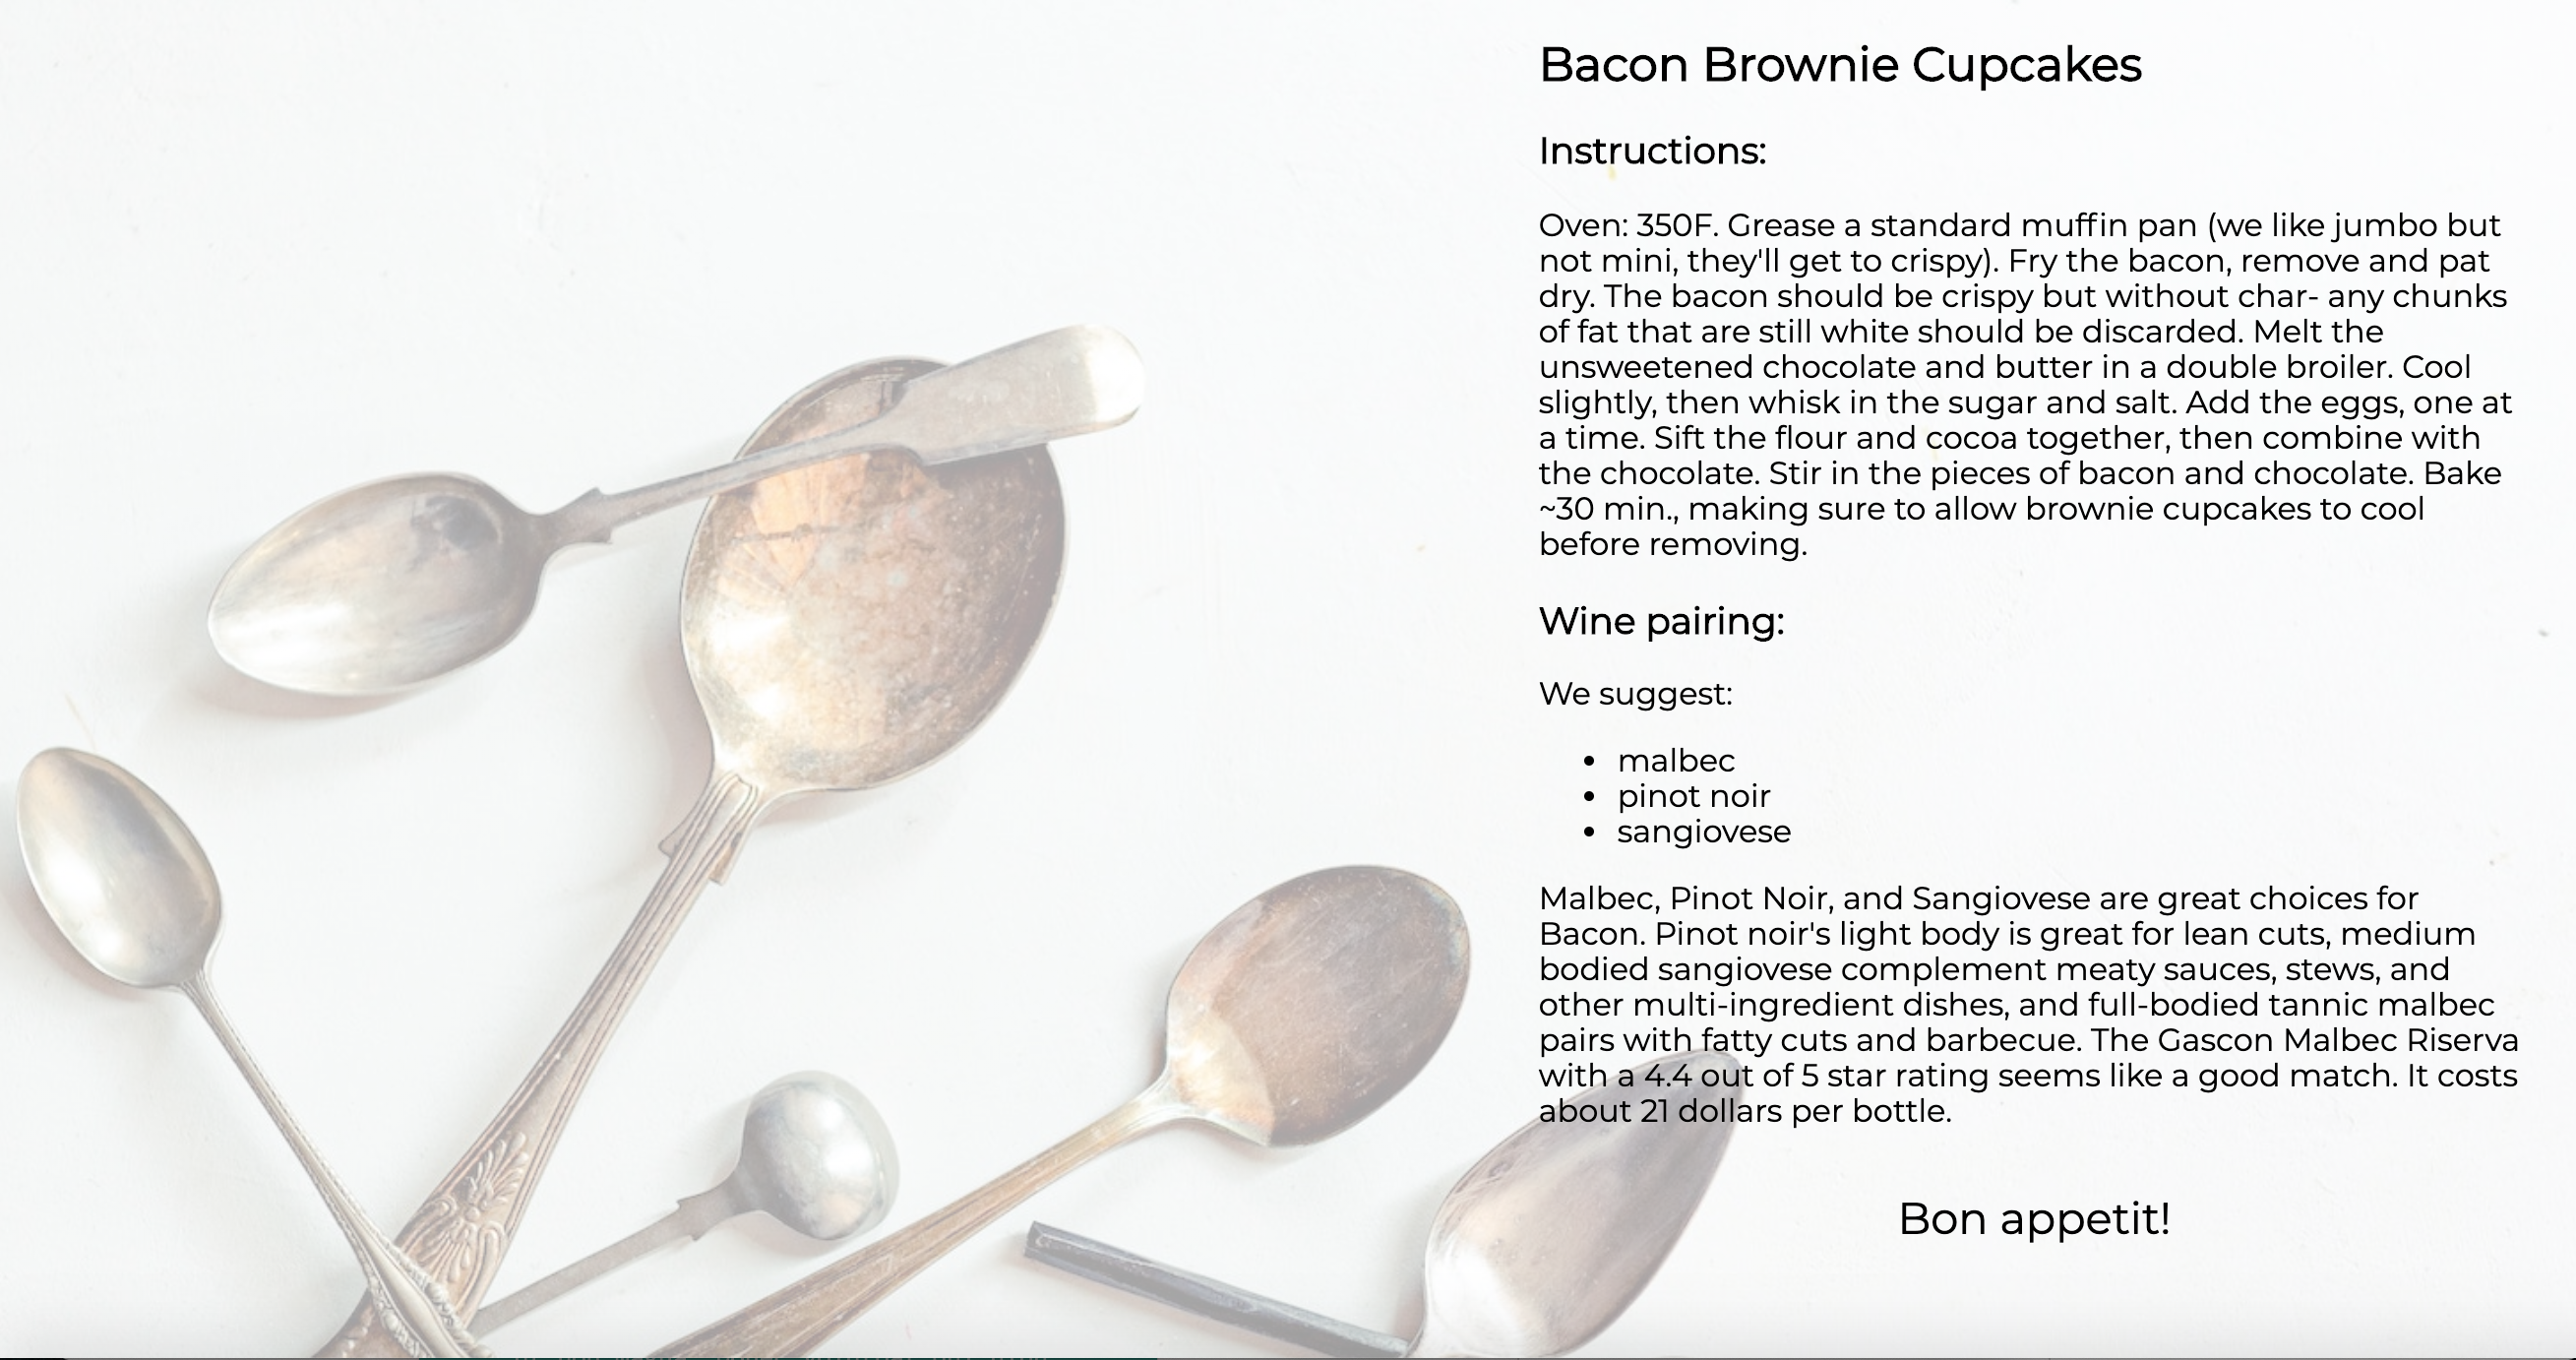 Bacon Brownie Cupcakes
Instructions:
Oven: 350F. Grease a standard muffin pan (we like jumbo but
not mini, they'll get to crispy). Fry the bacon, remove and pat
dry. The bacon should be crispy but without char- any chunks
of fat that are still white should be discarded. Melt the
unsweetened chocolate and butter in a double broiler. Cool
slightly, then whisk in the sugar and salt. Add the eggs, one at
a time. Sift the flour and cocoa together, then combine with
the chocolate. Stir in the pieces of bacon and chocolate. Bake
~30 min., making sure to allow brownie cupcakes to cool
before removing.
Wine pairing:
We suggest:
• malbec
• pinot noir
• sangiovese
Malbec, Pinot Noir, and Sangiovese are great choices for
Bacon. Pinot noir's light body is great for lean cuts, medium
bodied sangiovese complement meaty sauces, stews, and
other multi-ingredient dishes, and full-bodied tannic malbec
pairs with fatty cuts and barbecue. The Gascon Malbec Riserva
with a 4.4 out of 5 star rating seems like a good match. It costs
about 21 dollars per bottle.
Bon appetit!